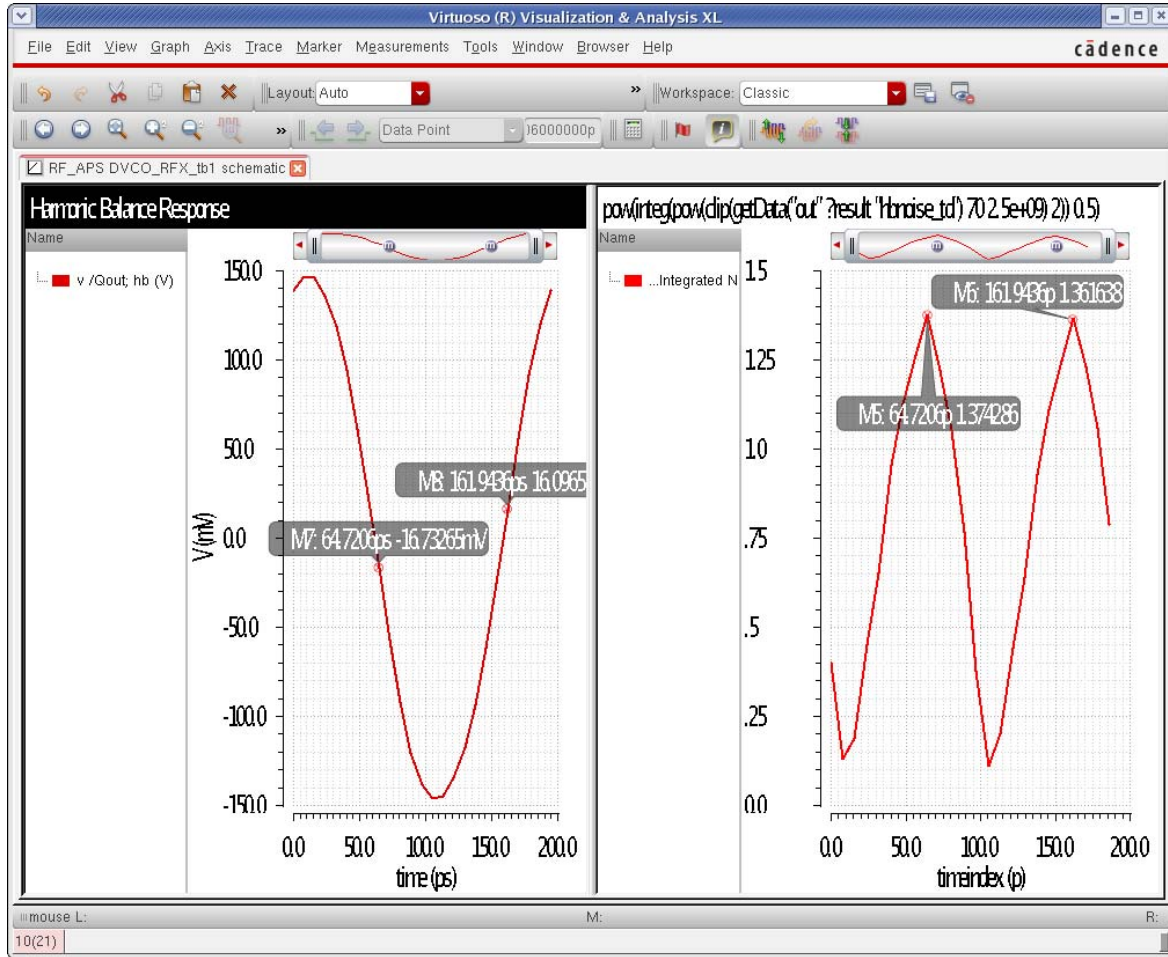 Virtuoso (R) Visualization & Analysis XL
File Edit View Graph Axis Trace Marker Measurements Tools Window Browser Help
cādence
Layout: Auto » Workspace: Classic
» Data Point )6000000p
RF_APS DVCO_RFX_tb1 schematic
Harmonic Balance Response
Name
v /Qout; hb (V)
150.0
100.0
50.0
0.0
-50.0
-100.0
-150.0
V (mV)
M8: 161.9436ps 16.0965
M7: 64.7206ps -16.73265mV
0.0 50.0 100.0 150.0 200.0
time (ps)
pow(integ(pow(clip(getData("out" ?result "hbnoise_td") 70 2.5e+09) 2)) 0.5)
Name
...Integrated N
1.5
1.25
1.0
.75
.5
.25
0.0
M6: 161.9436p 1.361638
M5: 64.7206p 1.374286
0.0 50.0 100.0 150.0 200.0
timeindex (p)
mouse L: M: R:
10(21)